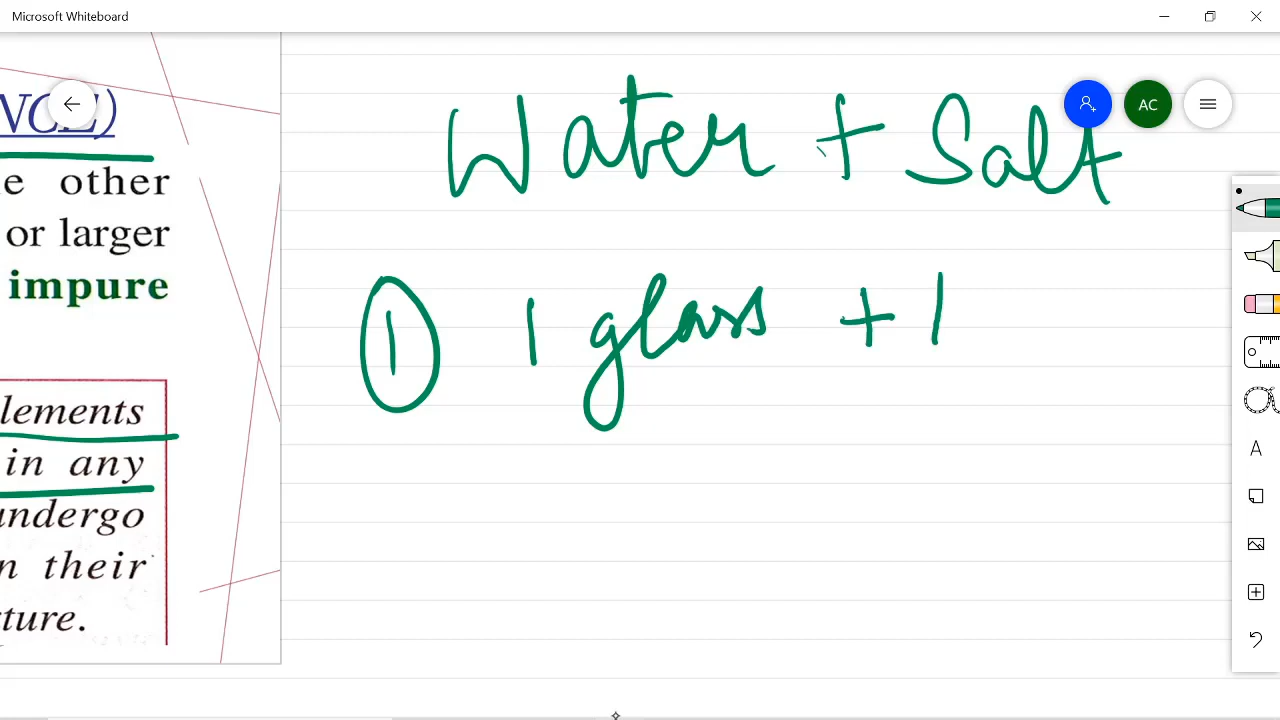 Microsoft Whiteboard
NCE)
e other
or larger
impure
lements
in any
undergo
n their
ture.
Water + Salt
① 1 glass + 1
AC
A